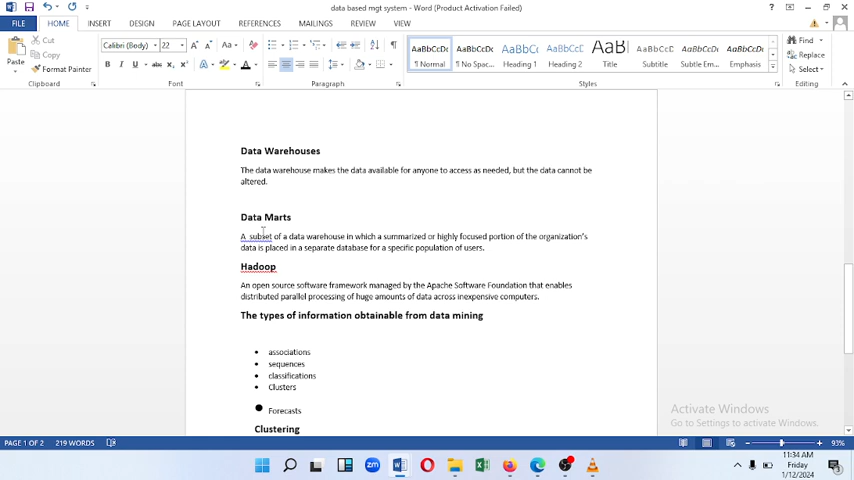 data based mgt system - Word (Product Activation Failed)
FILE HOME INSERT DESIGN PAGE LAYOUT REFERENCES MAILINGS REVIEW VIEW
Cut
Copy
Format Painter
Paste
Clipboard
Calibri (Body) 22
Font
Paragraph
AaBbCcDc AaBbCcDc AaBbCc AaBbCc AaBb AaBbCcD AaBbCcDc AaBbCcDc
¶ Normal ¶ No Spac... Heading 1 Heading 2 Title Subtitle Subtle Em... Emphasis
Styles
Find
Replace
Select
Editing
Data Warehouses
The data warehouse makes the data available for anyone to access as needed, but the data cannot be
altered.
Data Marts
A subset of a data warehouse in which a summarized or highly focused portion of the organization's
data is placed in a separate database for a specific population of users.
Hadoop
An open source software framework managed by the Apache Software Foundation that enables
distributed parallel processing of huge amounts of data across inexpensive computers.
The types of information obtainable from data mining
• associations
• sequences
• classifications
• Clusters
● Forecasts
Clustering
Activate Windows
Go to Settings to activate Windows.
PAGE 1 OF 2 219 WORDS 93%
11:34 AM
Friday
1/12/2024